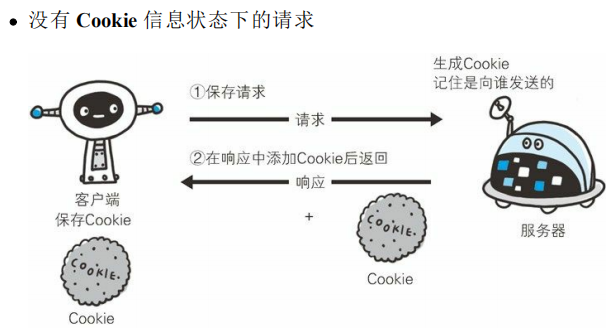 • 没有 Cookie 信息状态下的请求
生成Cookie
记住是向谁发送的
①保存请求
请求
②在响应中添加Cookie后返回
响应
客户端
保存Cookie
+
COOKIE.
Cookie
服务器
COOKIE.
Cookie